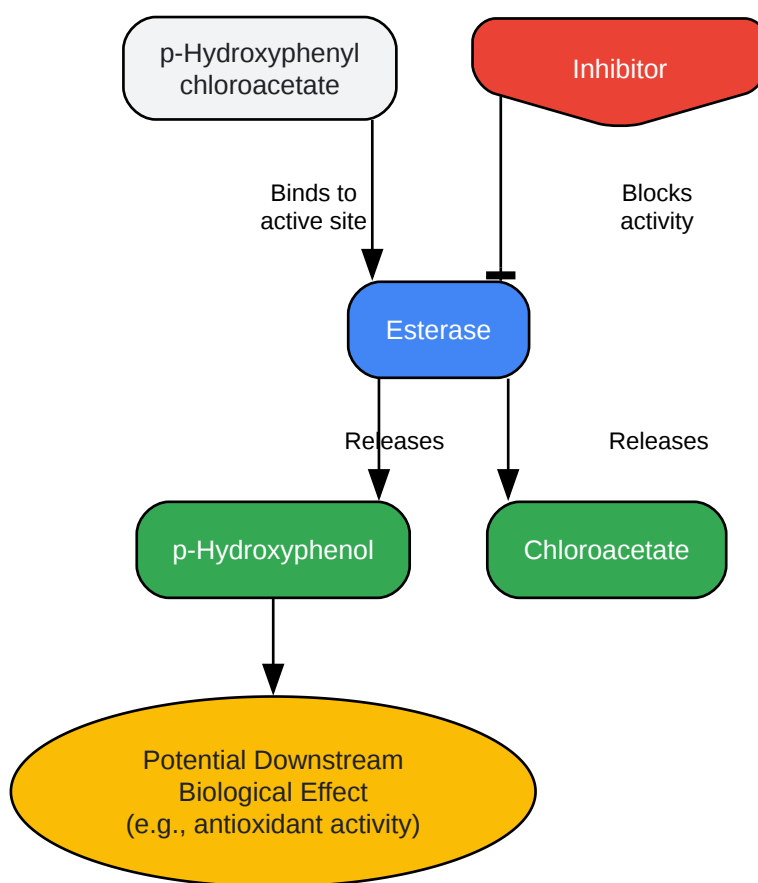 p-Hydroxyphenyl
chloroacetate
Inhibitor
Binds to
active site
Blocks
activity
Esterase
Releases
Releases
p-Hydroxyphenol
Chloroacetate
Potential Downstream
Biological Effect
(e.g., antioxidant activity)